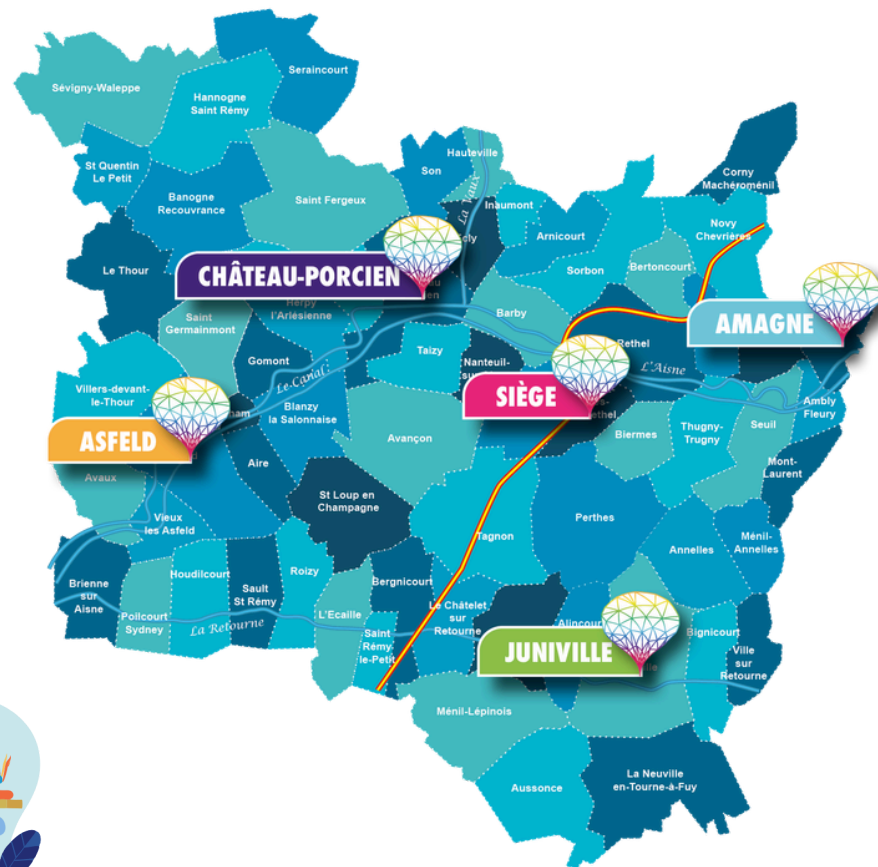 Seraincourt
Sévigny-Waleppe
Hannogne
Saint Rémy
Hauteville
St Quentin
Le Petit
Son
Corny
Machéroménil
Banogne
Recouvrance
Saint Fergeux
La Vaux
Inaumont
Novy
Chevrières
Arnicourt
Le Thour
Sorbon
Bertoncourt
CHÂTEAU-PORCIEN
Herpy
l'Arlésienne
Barby
Saint
Germainmont
AMAGNE
Rethel
Taizy
Gomont
Nanteuil-
L'Aisne
Le Canal
Villers-devant-
le-Thour
SIÈGE
Ambly
Fleury
Blanzy
la Salonnaise
Thugny-
Trugny
Seuil
Avançon
Biermes
ASFELD
Aire
Mont-
Laurent
Avaux
St Loup en
Champagne
Vieux
les Asfeld
Perthes
Tagnon
Ménil-
Annelles
Annelles
Houdilcourt
Roizy
Bergnicourt
Brienne
sur
Aisne
Sault
St Rémy
Le Châtelet
sur
Retourne
L'Ecaille
Poilcourt
Sydney
La Retourne
Alincourt
Bignicourt
Saint
Rémy
le-Petit
JUNIVILLE
Ville
sur
Retourne
Ménil-Lépinois
La Neuville
en-Tourne-à-Fuy
Aussonce